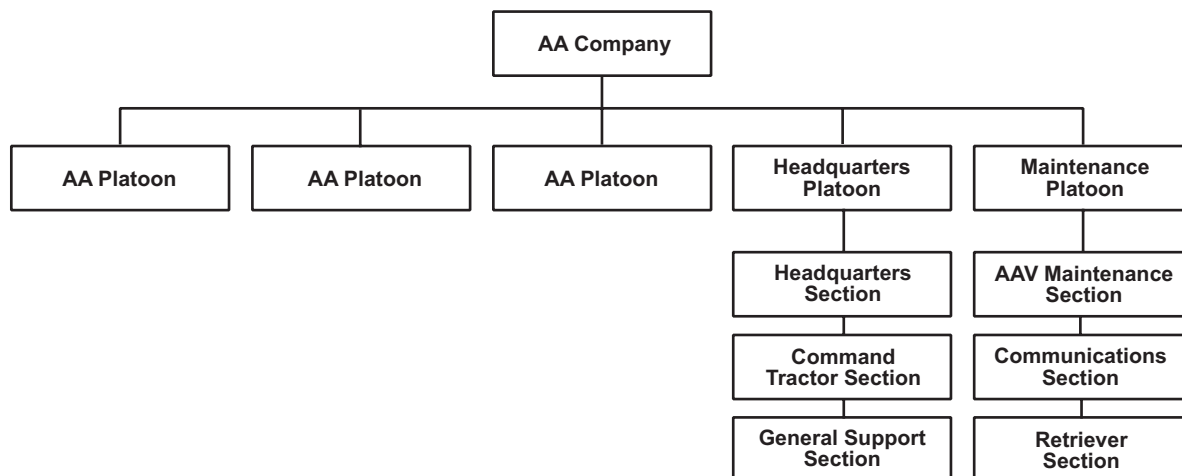 AA Company
AA Platoon
AA Platoon
AA Platoon
Headquarters
Platoon
Maintenance
Platoon
Headquarters
Section
AAV Maintenance
Section
Command
Tractor Section
Communications
Section
General Support
Section
Retriever
Section